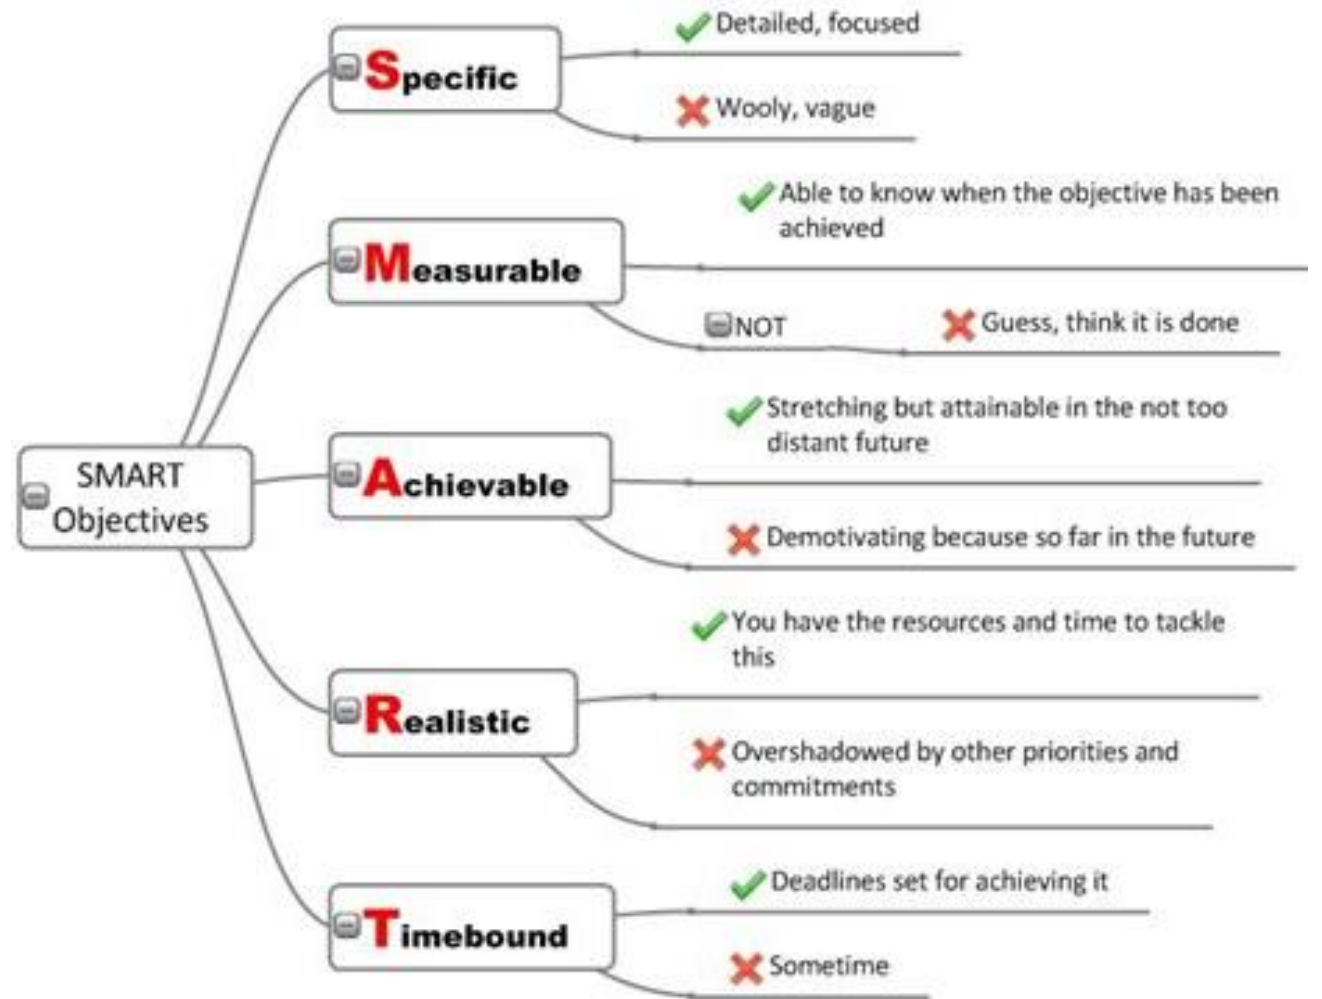 Detailed, focused
Specific
Wooly, vague
Able to know when the objective has been
achieved
Measurable
NOT
Guess, think it is done
Stretching but attainable in the not too
distant future
SMART
Objectives
Achievable
Demotivating because so far in the future
You have the resources and time to tackle
this
Realistic
Overshadowed by other priorities and
commitments
Deadlines set for achieving it
Timebound
Sometime